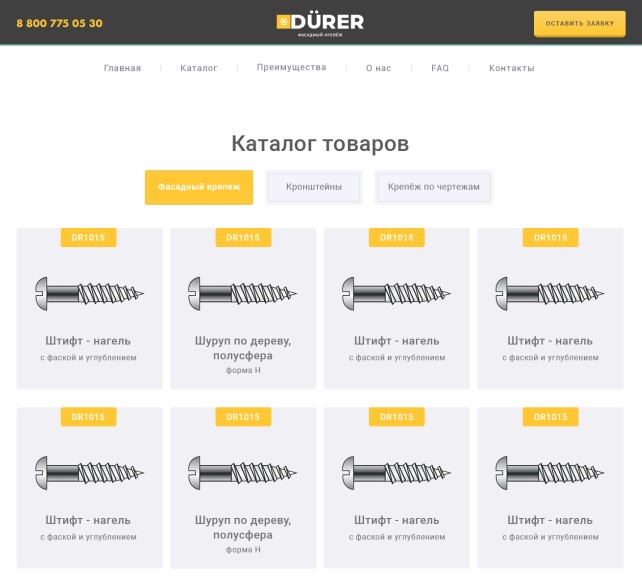 8 800 775 05 30
DÜRER
ФАСАДНЫЙ КРЕПЁЖ
ОСТАВИТЬ ЗАЯВКУ
Главная
Каталог
Преимущества
О нас
FAQ
Контакты
Каталог товаров
Фасадный крепеж
Кронштейны
Крепёж по чертежам
DR1015
DR1015
DR1015
DR1015
Штифт - нагель
с фаской и углублением
Шуруп по дереву,
полусфера
форма H
Штифт - нагель
с фаской и углублением
Штифт - нагель
с фаской и углублением
DR1015
DR1015
DR1015
DR1015
Штифт - нагель
с фаской и углублением
Шуруп по дереву,
полусфера
форма H
Штифт - нагель
с фаской и углублением
Штифт - нагель
с фаской и углублением